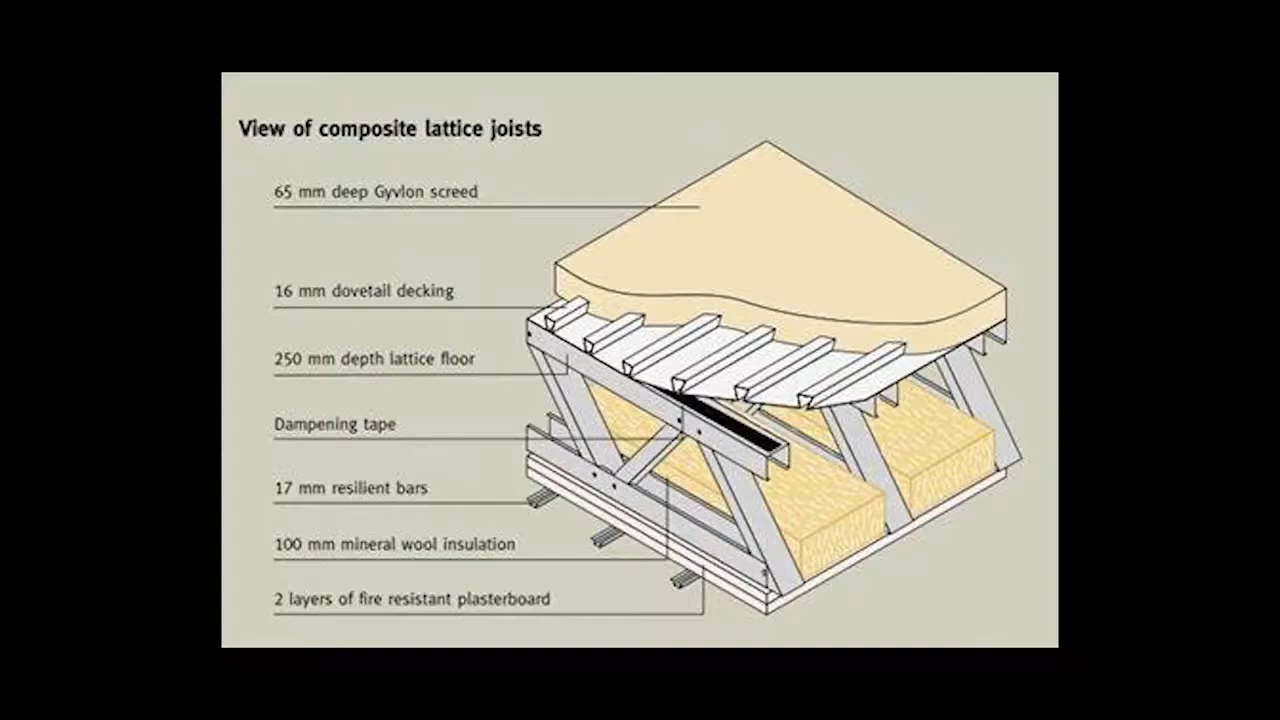 View of composite lattice joists
65 mm deep Gyvlon screed
16 mm dovetail decking
250 mm depth lattice floor
Dampening tape
17 mm resilient bars
100 mm mineral wool insulation
2 layers of fire resistant plasterboard